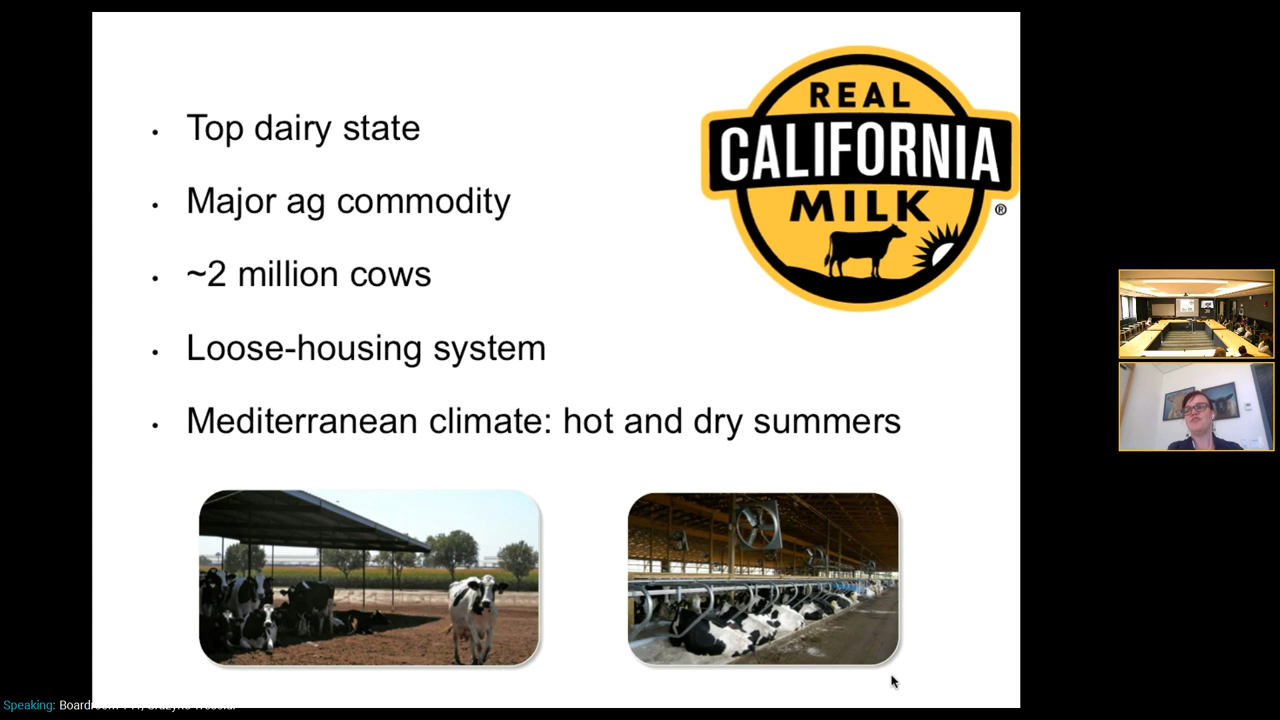 REAL
CALIFORNIA
MILK
®
Top dairy state
Major ag commodity
~2 million cows
Loose-housing system
Mediterranean climate: hot and dry summers
Speaking: